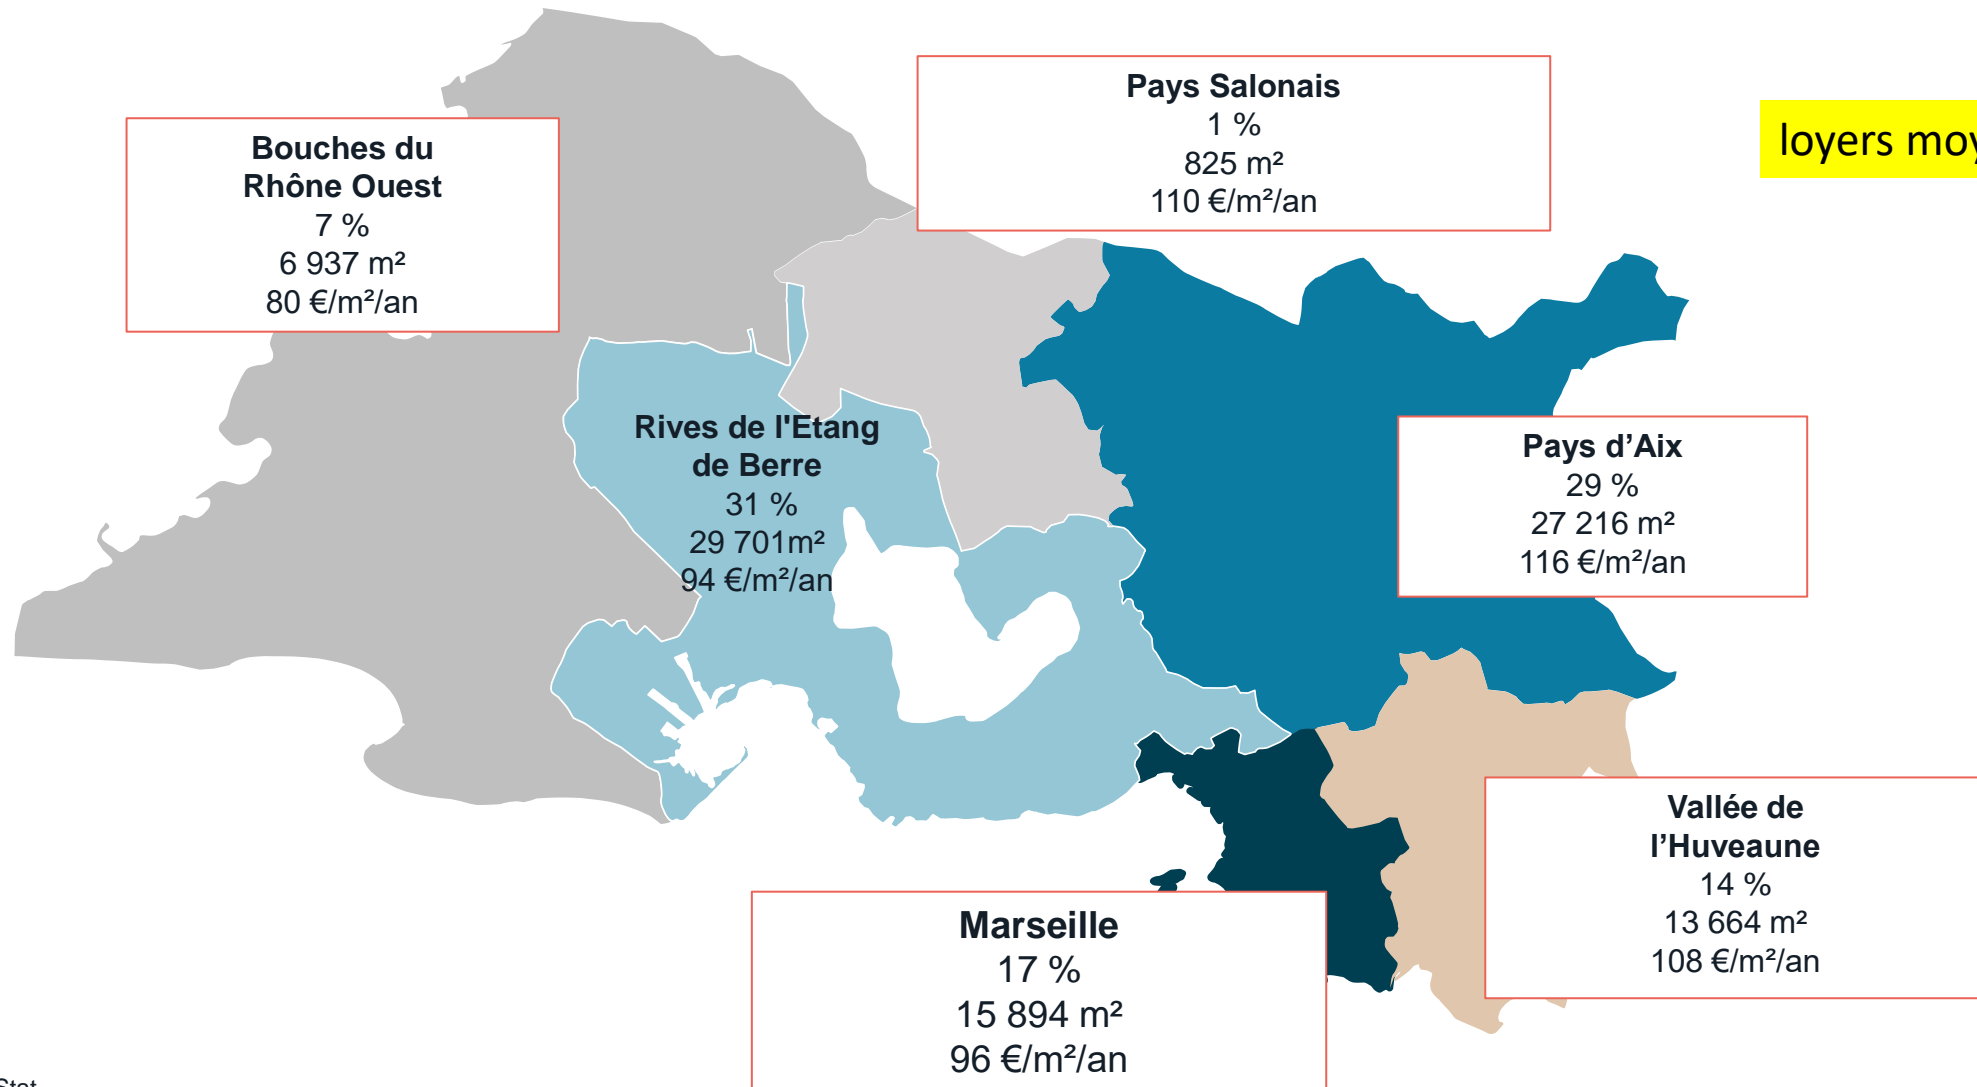 Pays Salonais
1 %
825 m²
110 €/m²/an
loyers moy
Bouches du
Rhône Ouest
7 %
6 937 m²
80 €/m²/an
Rives de l'Etang
de Berre
31 %
29 701m²
94 €/m²/an
Pays d’Aix
29 %
27 216 m²
116 €/m²/an
Vallée de
l’Huveaune
14 %
13 664 m²
108 €/m²/an
Marseille
17 %
15 894 m²
96 €/m²/an